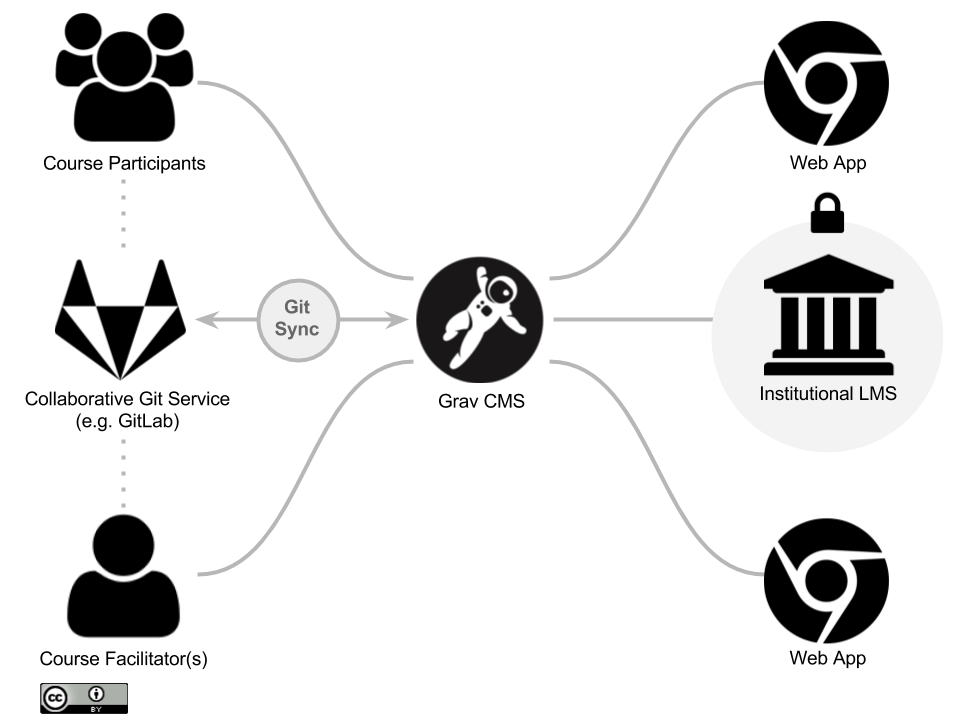 Course Participants
Web App
Git
Sync
Collaborative Git Service
(e.g. GitLab)
Grav CMS
Institutional LMS
Course Facilitator(s)
Web App
cc
BY